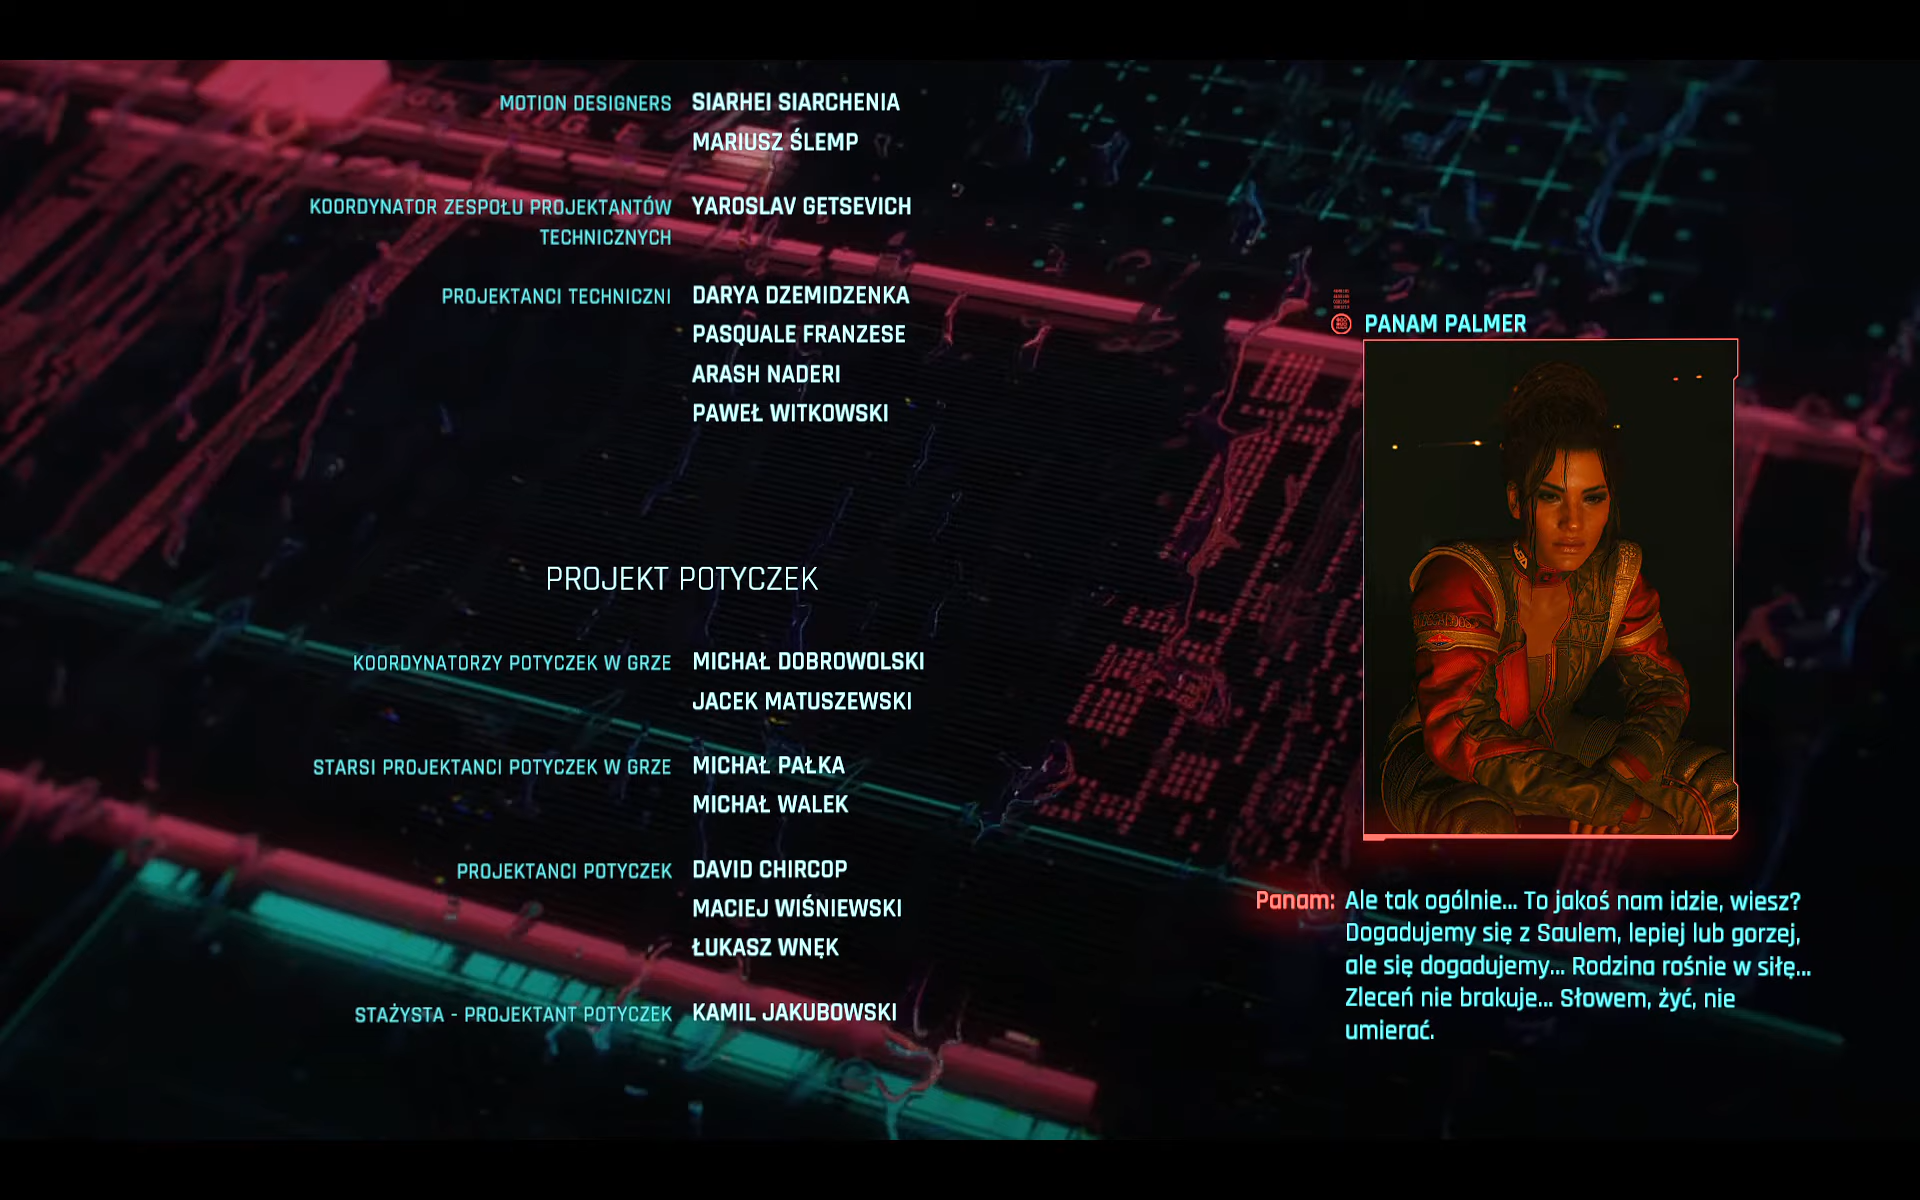 MOTION DESIGNERS SIARHEI SIARCHENIA
MARIUSZ ŚLEMP
KOORDYNATOR ZESPOŁU PROJEKTANTÓW YAROSLAV GETSEVICH
TECHNICZNYCH
PROJEKTANCI TECHNICZNI DARYA DZEMIDZENKA
PASQUALE FRANZESE
ARASH NADERI
PAWEŁ WITKOWSKI
PROJEKT POTYCZEK
KOORDYNATORZY POTYCZEK W GRZE MICHAŁ DOBROWOLSKI
JACEK MATUSZEWSKI
STARSI PROJEKTANCI POTYCZEK W GRZE MICHAŁ PAŁKA
MICHAŁ WALEK
PROJEKTANCI POTYCZEK DAVID CHIRCOP
MACIEJ WIŚNIEWSKI
ŁUKASZ WNĘK
STAŻYSTA - PROJEKTANT POTYCZEK KAMIL JAKUBOWSKI
PANAM PALMER
Panam: Ale tak ogólnie... To jakoś nam idzie, wiesz?
Dogadujemy się z Saulem, lepiej lub gorzej,
ale się dogadujemy... Rodzina rośnie w siłę...
Zleceń nie brakuje... Słowem, żyć, nie
umierać.